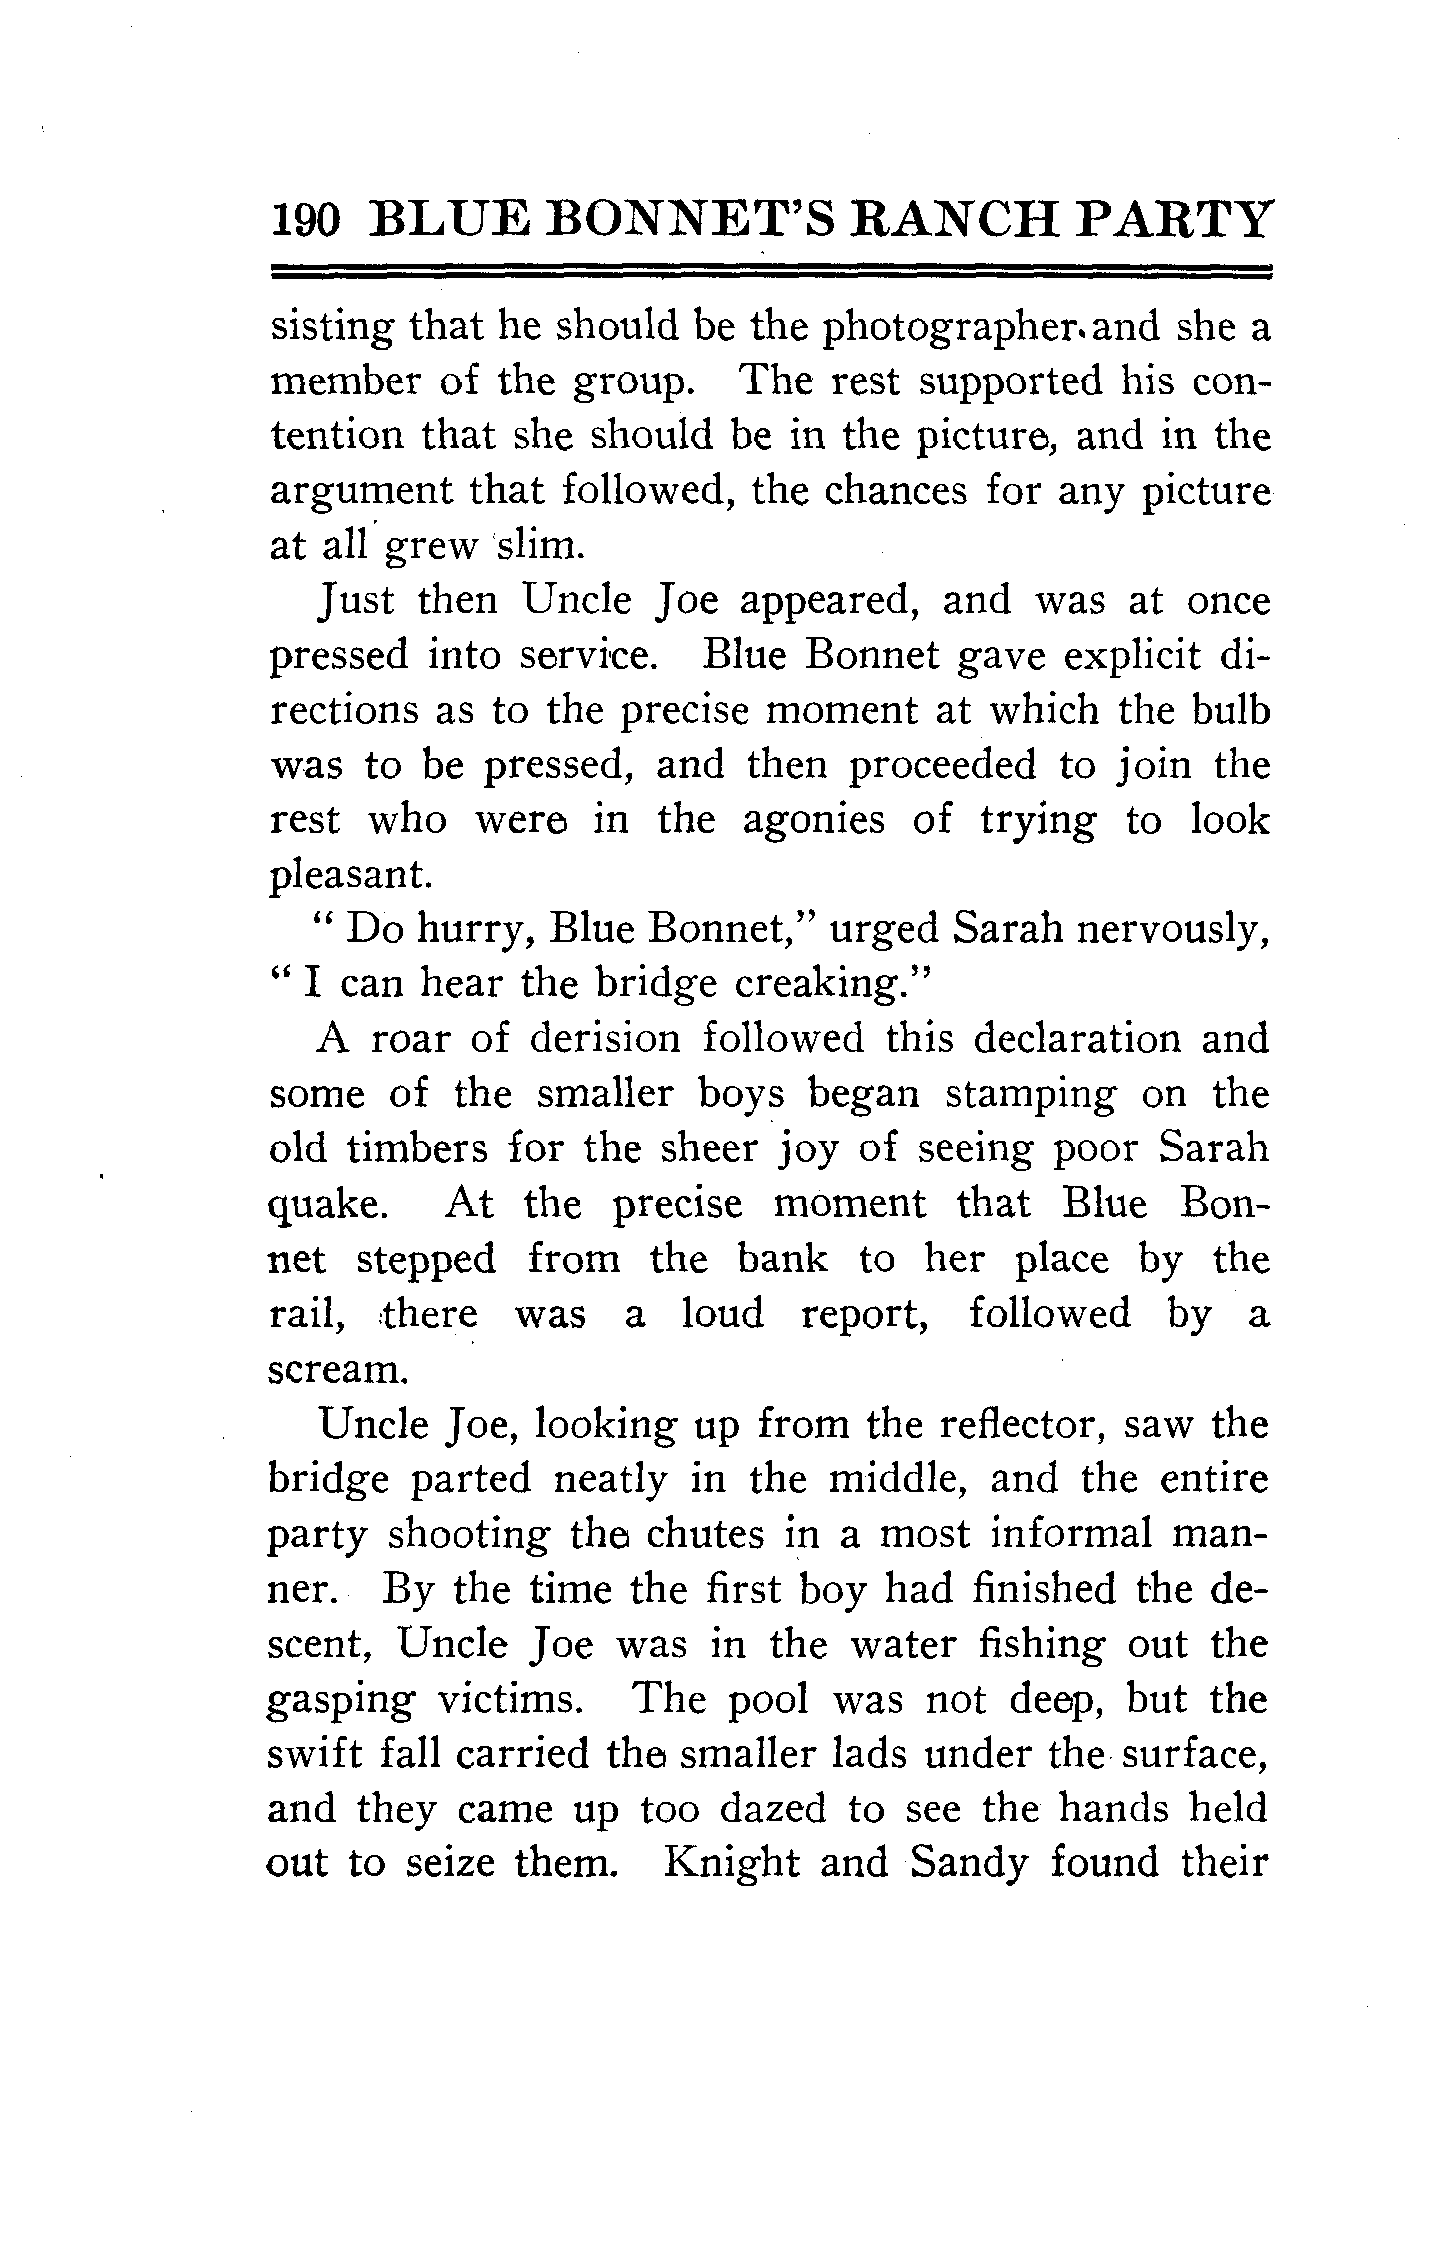 190 BLUE BONNET'S RANCH PARTY
sisting that he should be the photographer and she a
member of the group. The rest supported his con-
tention that she should be in the picture, and in the
argument that followed, the chances for any picture
at all grew slim.
Just then Uncle Joe appeared, and was at once
pressed into service. Blue Bonnet gave explicit di-
rections as to the precise moment at which the bulb
was to be pressed, and then proceeded to join the
rest who were in the agonies of trying to look
pleasant.
" Do hurry, Blue Bonnet," urged Sarah nervously,
" I can hear the bridge creaking."
A roar of derision followed this declaration and
some of the smaller boys began stamping on the
old timbers for the sheer joy of seeing poor Sarah
quake. At the precise moment that Blue Bon-
net stepped from the bank to her place by the
rail, there was a loud report, followed by a
scream.
Uncle Joe, looking up from the reflector, saw the
bridge parted neatly in the middle, and the entire
party shooting the chutes in a most informal man-
ner. By the time the first boy had finished the de-
scent, Uncle Joe was in the water fishing out the
gasping victims. The pool was not deep, but the
swift fall carried the smaller lads under the surface,
and they came up too dazed to see the hands held
out to seize them. Knight and Sandy found their